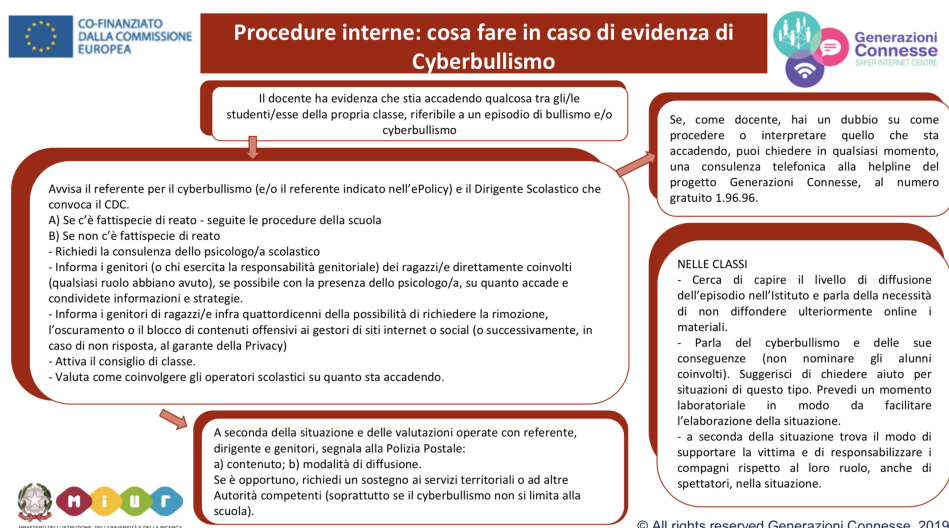 CO-FINANZIATO
DALLA COMMISSIONE
EUROPEA
Procedure interne: cosa fare in caso di evidenza di
Cyberbullismo
Generazioni
Connesse
SAFER INTERNET CENTRE
Il docente ha evidenza che stia accadendo qualcosa tra gli/le
studenti/esse della propria classe, riferibile a un episodio di bullismo e/o
cyberbullismo
Se, come docente, hai un dubbio su come
procedere o interpretare quello che sta
accadendo, puoi chiedere in qualsiasi momento,
una consulenza telefonica alla helpline del
progetto Generazioni Connesse, al numero
gratuito 1.96.96.
Avvisa il referente per il cyberbullismo (e/o il referente indicato nell'ePolicy) e il Dirigente Scolastico che
convoca il CDC.
A) Se c'è fattispecie di reato - seguite le procedure della scuola
B) Se non c'è fattispecie di reato
- Richiedi la consulenza dello psicologo/a scolastico
- Informa i genitori (o chi esercita la responsabilità genitoriale) dei ragazzi/e direttamente coinvolti
(qualsiasi ruolo abbiano avuto), se possibile con la presenza dello psicologo/a, su quanto accade e
condividete informazioni e strategie.
- Informa i genitori di ragazzi/e infra quattordicenni della possibilità di richiedere la rimozione,
l'oscuramento o il blocco di contenuti offensivi ai gestori di siti internet o social (o successivamente, in
caso di non risposta, al garante della Privacy)
- Attiva il consiglio di classe.
- Valuta come coinvolgere gli operatori scolastici su quanto sta accadendo.
NELLE CLASSI
- Cerca di capire il livello di diffusione
dell'episodio nell'Istituto e parla della necessità
di non diffondere ulteriormente online i
materiali.
- Parla del cyberbullismo e delle sue
conseguenze (non nominare gli alunni
coinvolti). Suggerisci di chiedere aiuto per
situazioni di questo tipo. Prevedi un momento
laboratoriale in modo da facilitare
l'elaborazione della situazione.
- a seconda della situazione trova il modo di
supportare la vittima e di responsabilizzare i
compagni rispetto al loro ruolo, anche di
spettatori, nella situazione.
A seconda della situazione e delle valutazioni operate con referente,
dirigente e genitori, segnala alla Polizia Postale:
a) contenuto; b) modalità di diffusione.
Se è opportuno, richiedi un sostegno ai servizi territoriali o ad altre
Autorità competenti (soprattutto se il cyberbullismo non si limita alla
scuola).
miur
© All rights reserved Generazioni Connesse, 2019